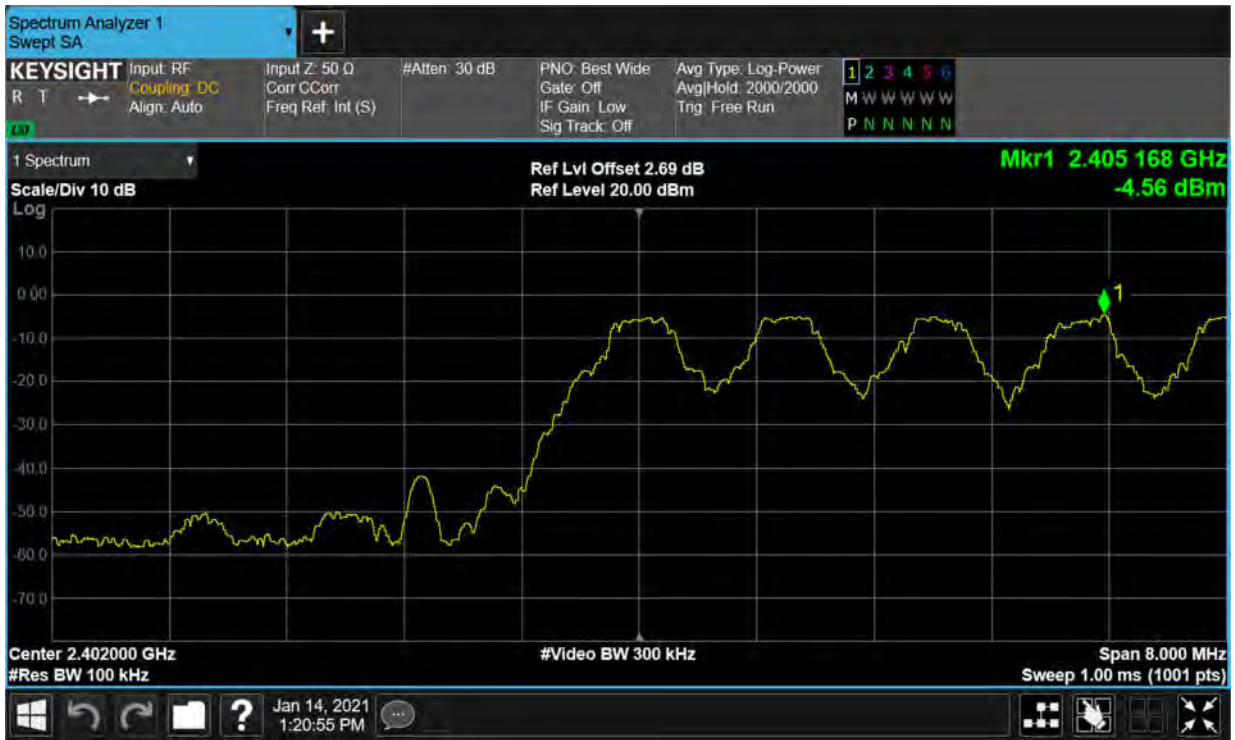 Spectrum Analyzer 1
Swept SA
+
KEYSIGHT Input: RF Input Z: 50 Ω #Atten: 30 dB PNO: Best Wide Avg Type: Log-Power 1 2 3 4 5 6
R T Coupling: DC Corr CCorr Gate: Off Avg|Hold: 2000/2000 M W W W W W
Align: Auto Freq Ref: Int (S) IF Gain: Low Trig: Free Run
Sig Track: Off P N N N N N
1 Spectrum Ref Lvl Offset 2.69 dB Mkr1 2.405 168 GHz
Scale/Div 10 dB Ref Level 20.00 dBm -4.56 dBm
Log
10.0
0.00
1
-10.0
-20.0
-30.0
-40.0
-50.0
-60.0
-70.0
Center 2.402000 GHz #Video BW 300 kHz Span 8.000 MHz
#Res BW 100 kHz Sweep 1.00 ms (1001 pts)
? Jan 14, 2021
1:20:55 PM